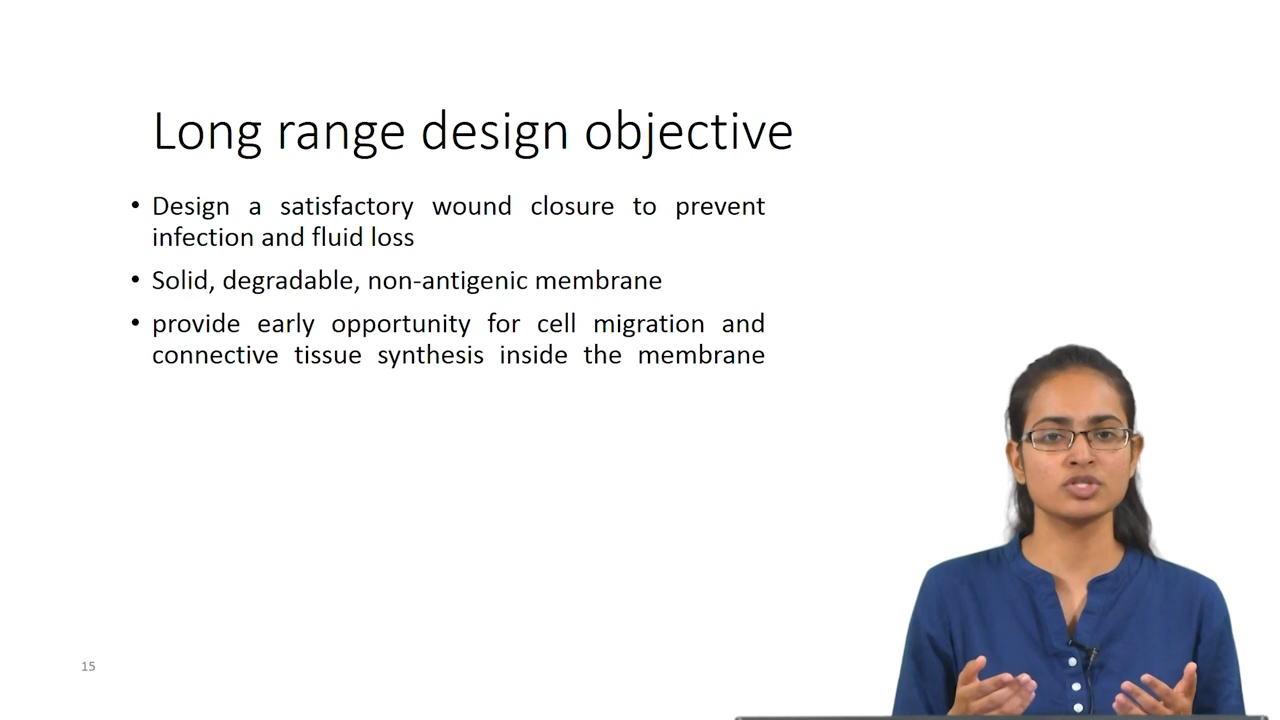 Long range design objective
• Design a satisfactory wound closure to prevent
infection and fluid loss
• Solid, degradable, non-antigenic membrane
• provide early opportunity for cell migration and
connective tissue synthesis inside the membrane
15